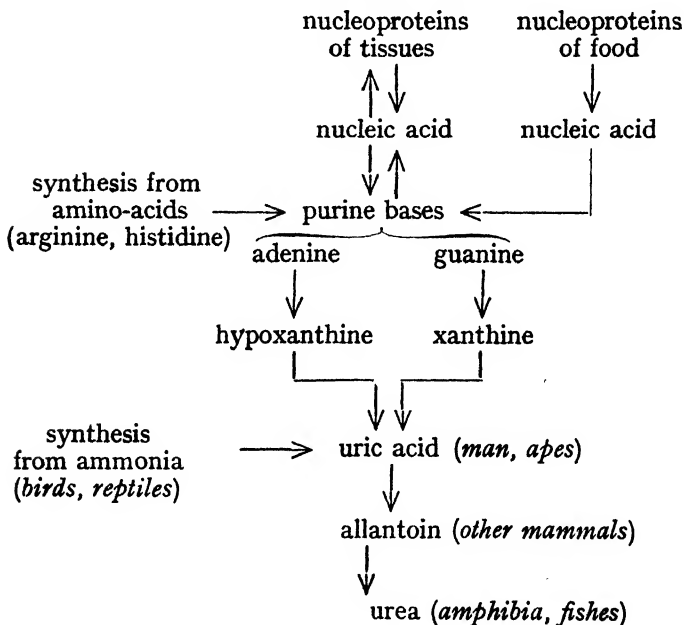 nucleoproteins
of tissues
nucleoproteins
of food
nucleic acid
nucleic acid
synthesis from
amino-acids
(arginine, histidine)
purine bases
adenine
guanine
hypoxanthine
xanthine
synthesis
from ammonia
(birds, reptiles)
uric acid (man, apes)
allantoin (other mammals)
urea (amphibia, fishes)